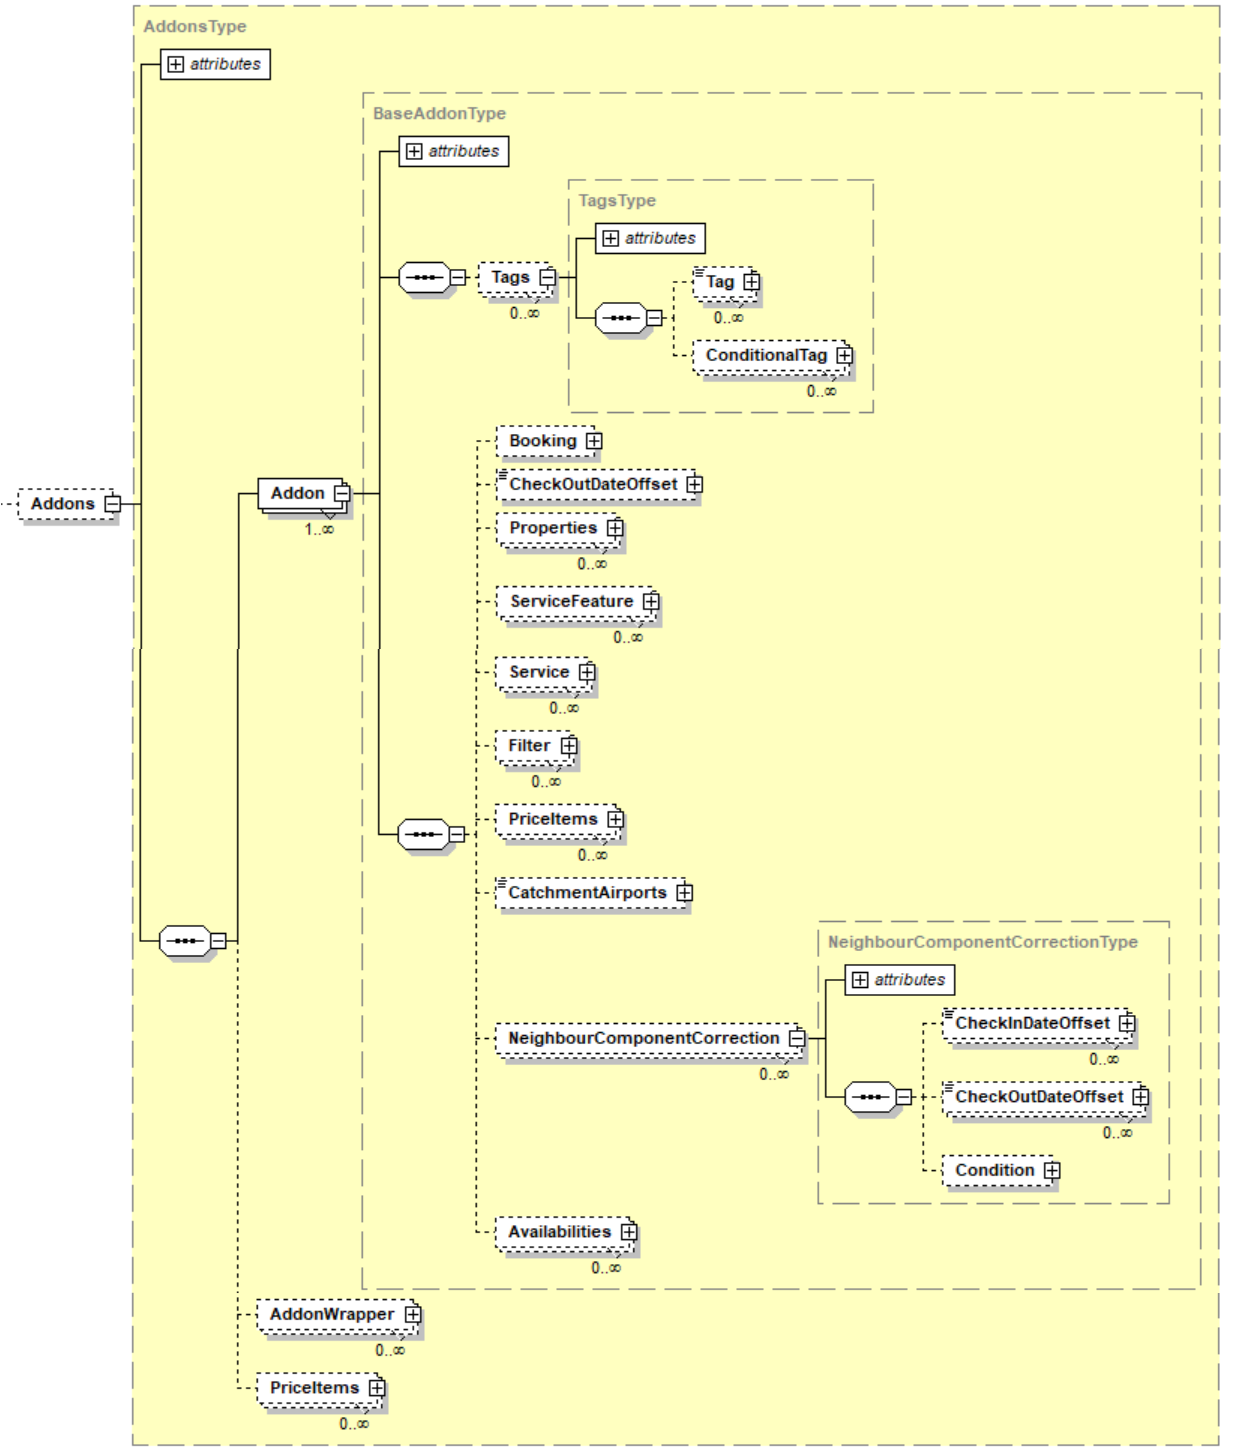 AddonsType
attributes
BaseAddonType
attributes
TagsType
attributes
Tags
0..∞
Tag
0..∞
ConditionalTag
0..∞
Booking
CheckOutDateOffset
Properties
0..∞
Addons
Addon
1..∞
ServiceFeature
0..∞
Service
0..∞
Filter
0..∞
PriceItems
0..∞
CatchmentAirports
NeighbourComponentCorrectionType
attributes
NeighbourComponentCorrection
0..∞
CheckInDateOffset
0..∞
CheckOutDateOffset
0..∞
Condition
Availabilities
0..∞
AddonWrapper
0..∞
PriceItems
0..∞